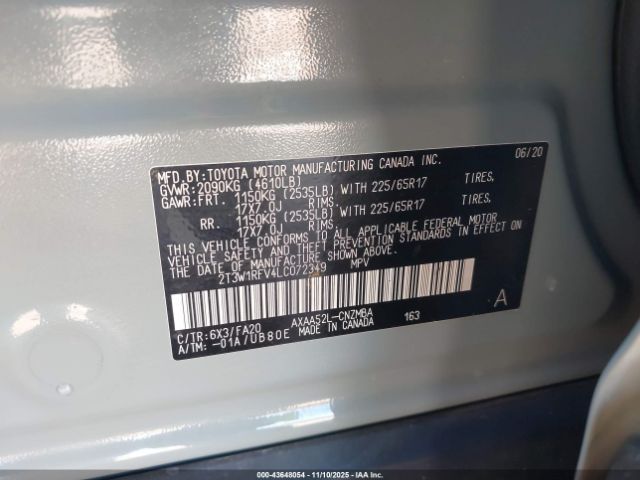 MFD.BY:TOYOTA MOTOR MANUFACTURING CANADA INC. 06/20
GVWR:2090KG (4610LB)
GAWR:FRT. 1150KG (2535LB) WITH 225/65R17 TIRES,
17X7.0J RIMS
RR. 1150KG (2535LB) WITH 225/65R17 TIRES,
17X7.0J RIMS
THIS VEHICLE CONFORMS TO ALL APPLICABLE FEDERAL MOTOR
VEHICLE SAFETY AND THEFT PREVENTION STANDARDS IN EFFECT ON
THE DATE OF MANUFACTURE SHOWN ABOVE.
2T3W1RFV4LC072349 MPV
C/TR:6X3/FA20 AXAA52L-CNZMBA 163 A
A/TM: -01A/UB80E MADE IN CANADA
000-43648054 — 11/10/2025 — IAA Inc.